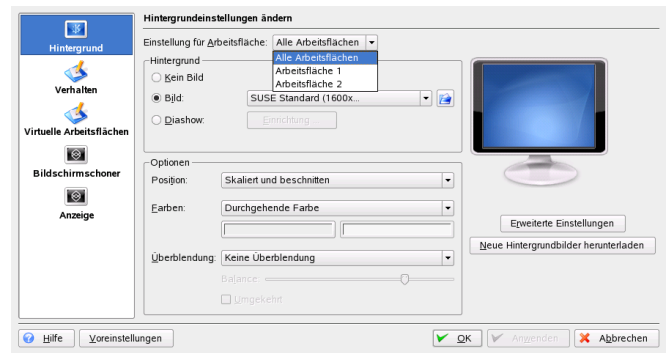 Hintergrund
Verhalten
Virtuelle Arbeitsflächen
Bildschirmschoner
Anzeige
Hintergrundeinstellungen ändern
Einstellung für Arbeitsfläche: Alle Arbeitsflächen
Alle Arbeitsflächen
Arbeitsfläche 1
Arbeitsfläche 2
Hintergrund
Kein Bild
Bild: SUSE Standard (1600x...
Diashow: Einrichtung...
Optionen
Position: Skaliert und beschnitten
Farben: Durchgehende Farbe
Überblendung: Keine Überblendung
Balance
Umgekehrt
Erweiterte Einstellungen
Neue Hintergrundbilder herunterladen
Hilfe Voreinstellungen OK Anwenden Abbrechen